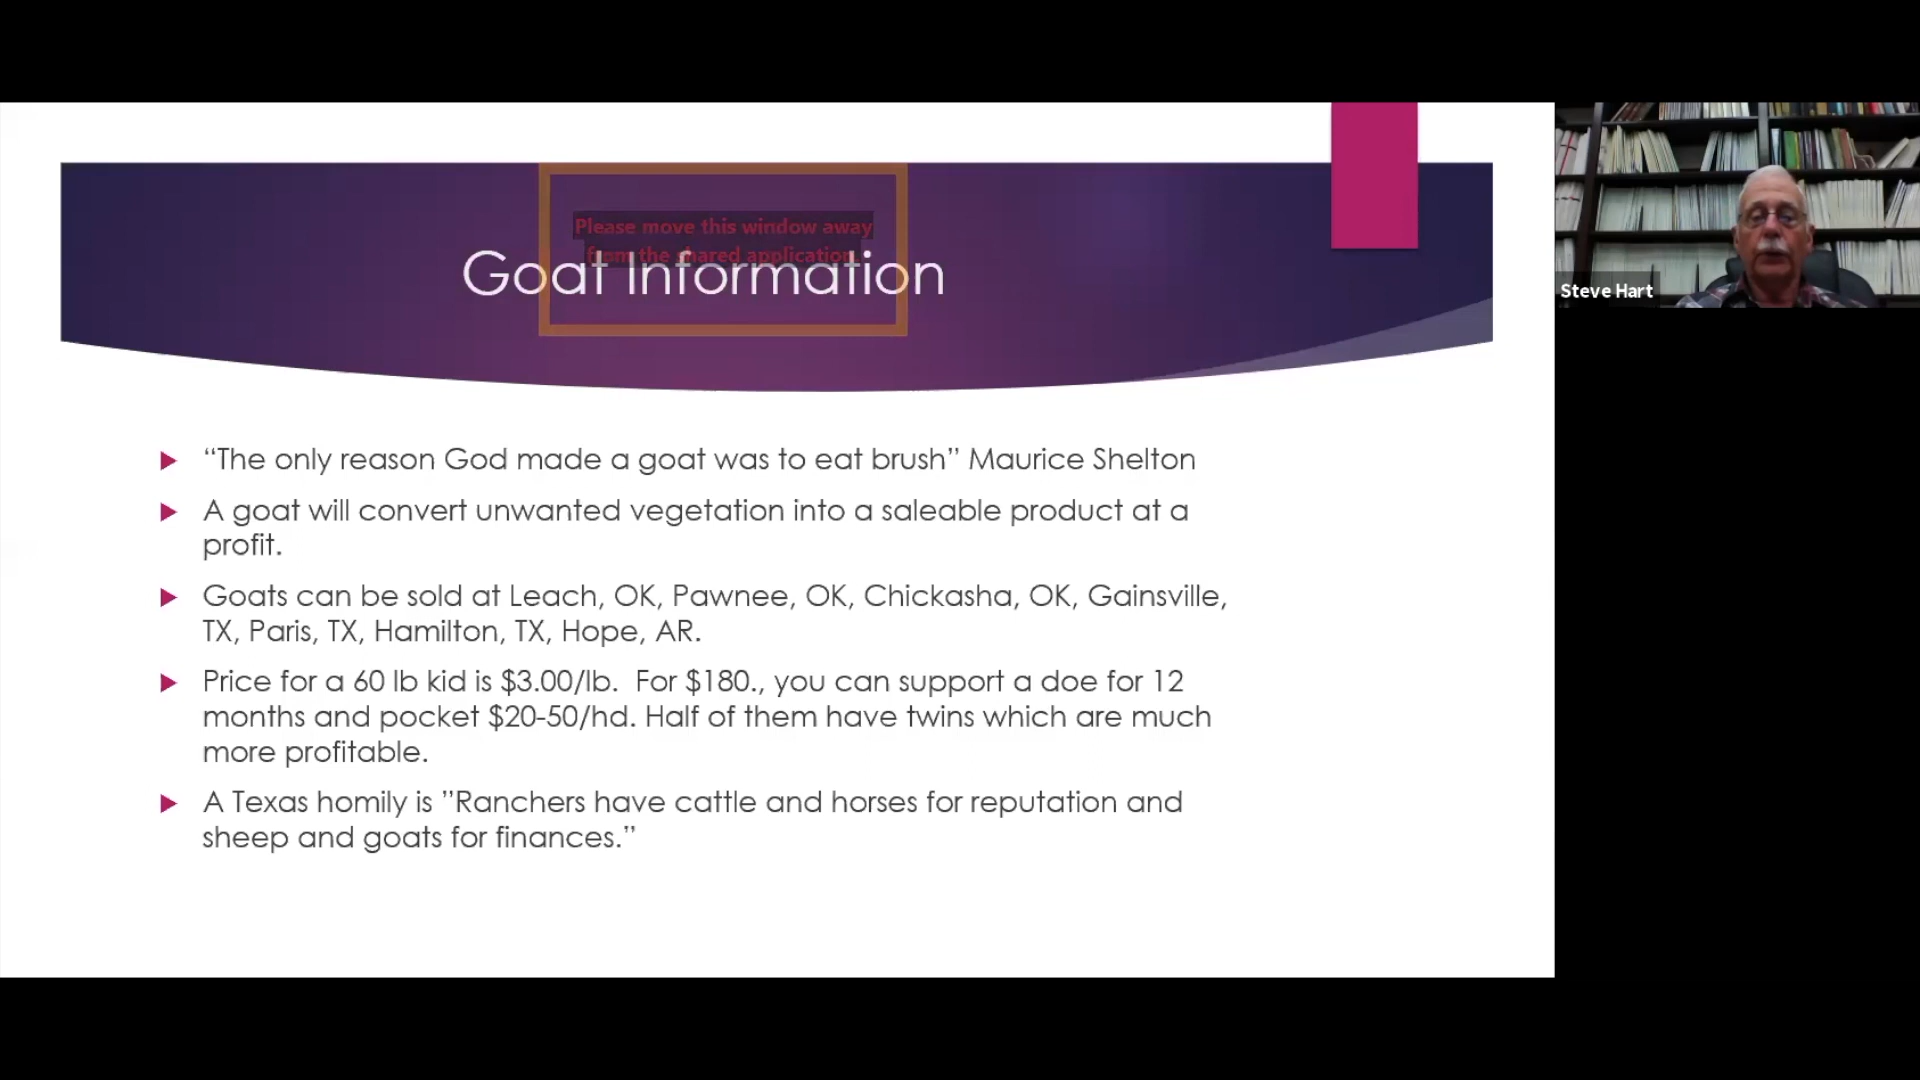 Please move this window away
from the shared application.
Goat Information
Steve Hart
“The only reason God made a goat was to eat brush” Maurice Shelton
A goat will convert unwanted vegetation into a saleable product at a
profit.
Goats can be sold at Leach, OK, Pawnee, OK, Chickasha, OK, Gainsville,
TX, Paris, TX, Hamilton, TX, Hope, AR.
Price for a 60 lb kid is $3.00/lb.  For $180., you can support a doe for 12
months and pocket $20-50/hd. Half of them have twins which are much
more profitable.
A Texas homily is ”Ranchers have cattle and horses for reputation and
sheep and goats for finances.”